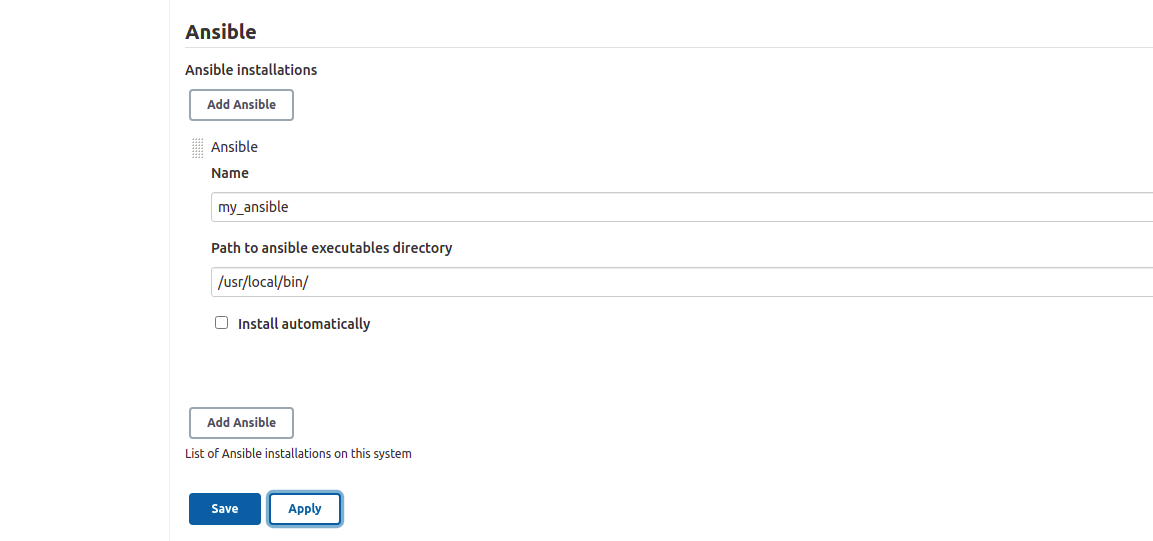 Ansible
Ansible installations
Add Ansible
Ansible
Name
my_ansible
Path to ansible executables directory
/usr/local/bin/
Install automatically
Add Ansible
List of Ansible installations on this system
Save
Apply